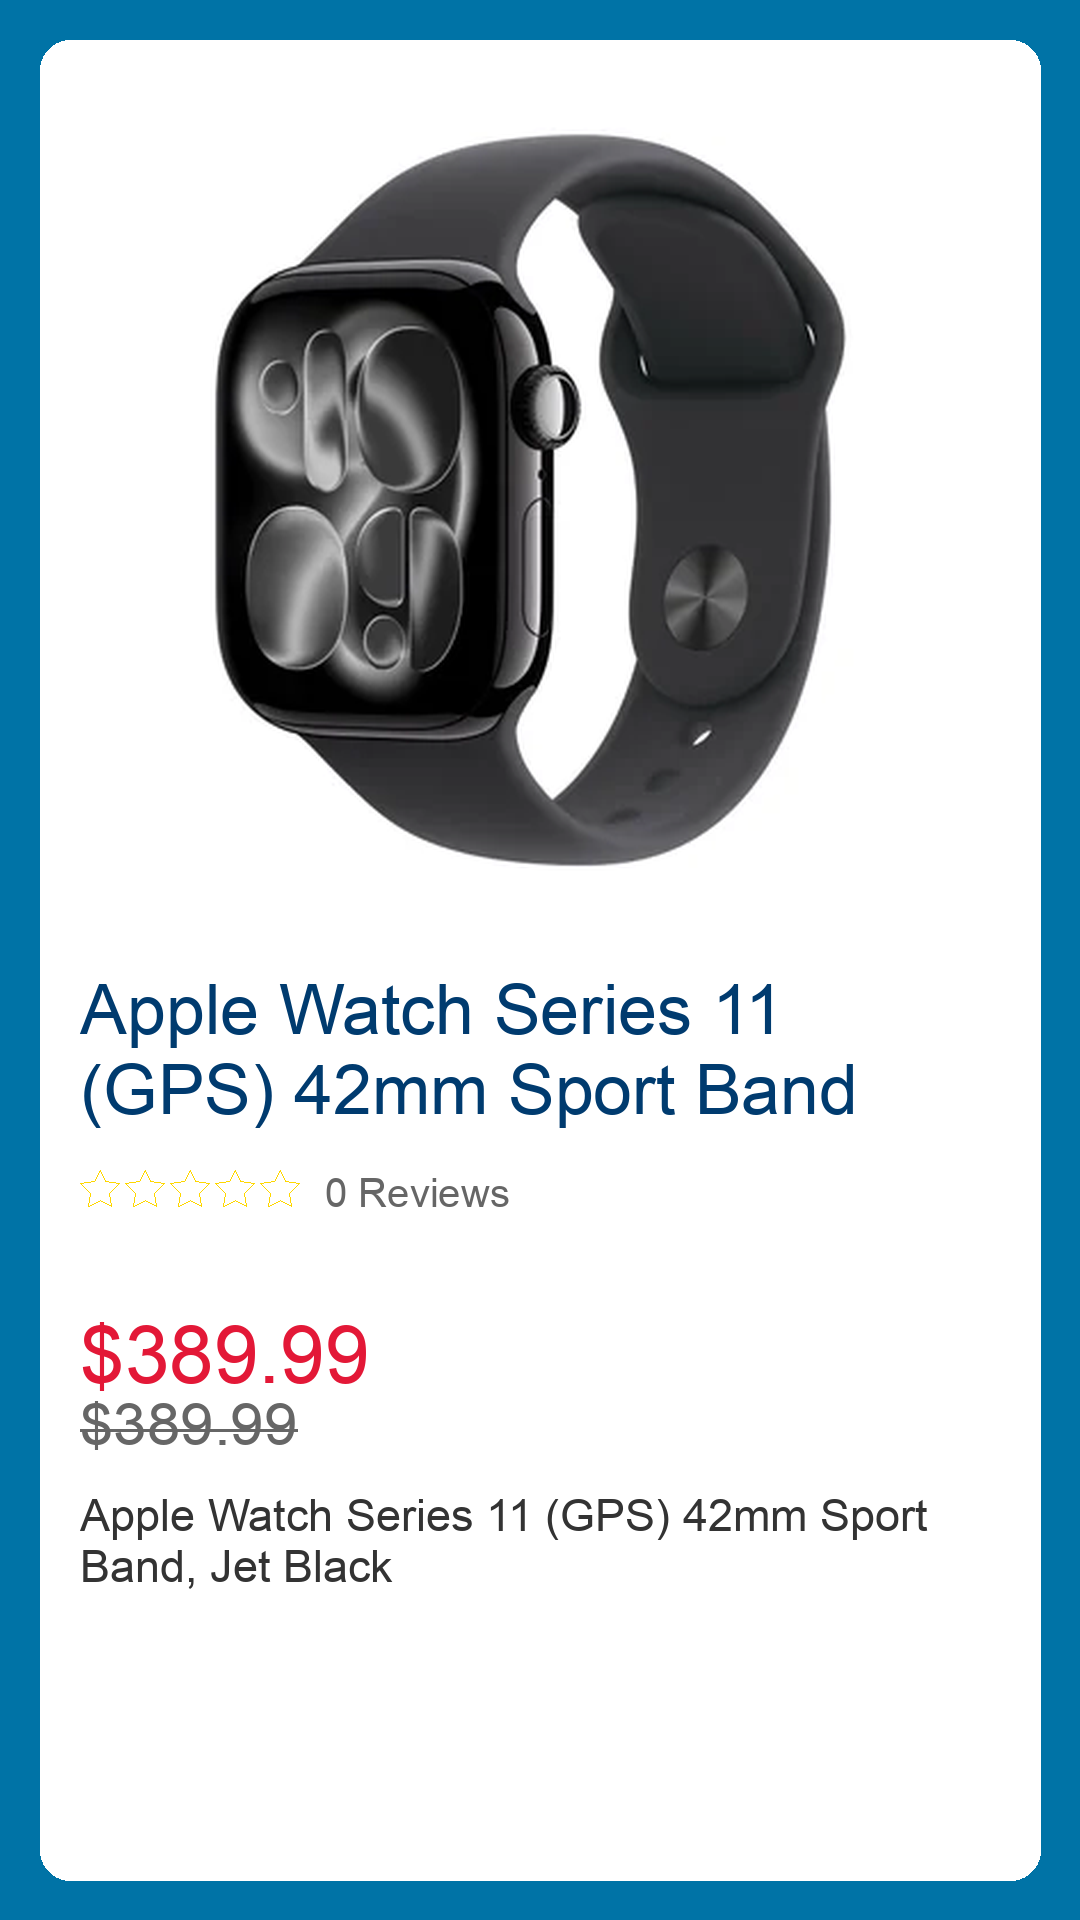 Apple Watch Series 11
(GPS) 42mm Sport Band
0 Reviews
$389.99
$389.99
Apple Watch Series 11 (GPS) 42mm Sport
Band, Jet Black